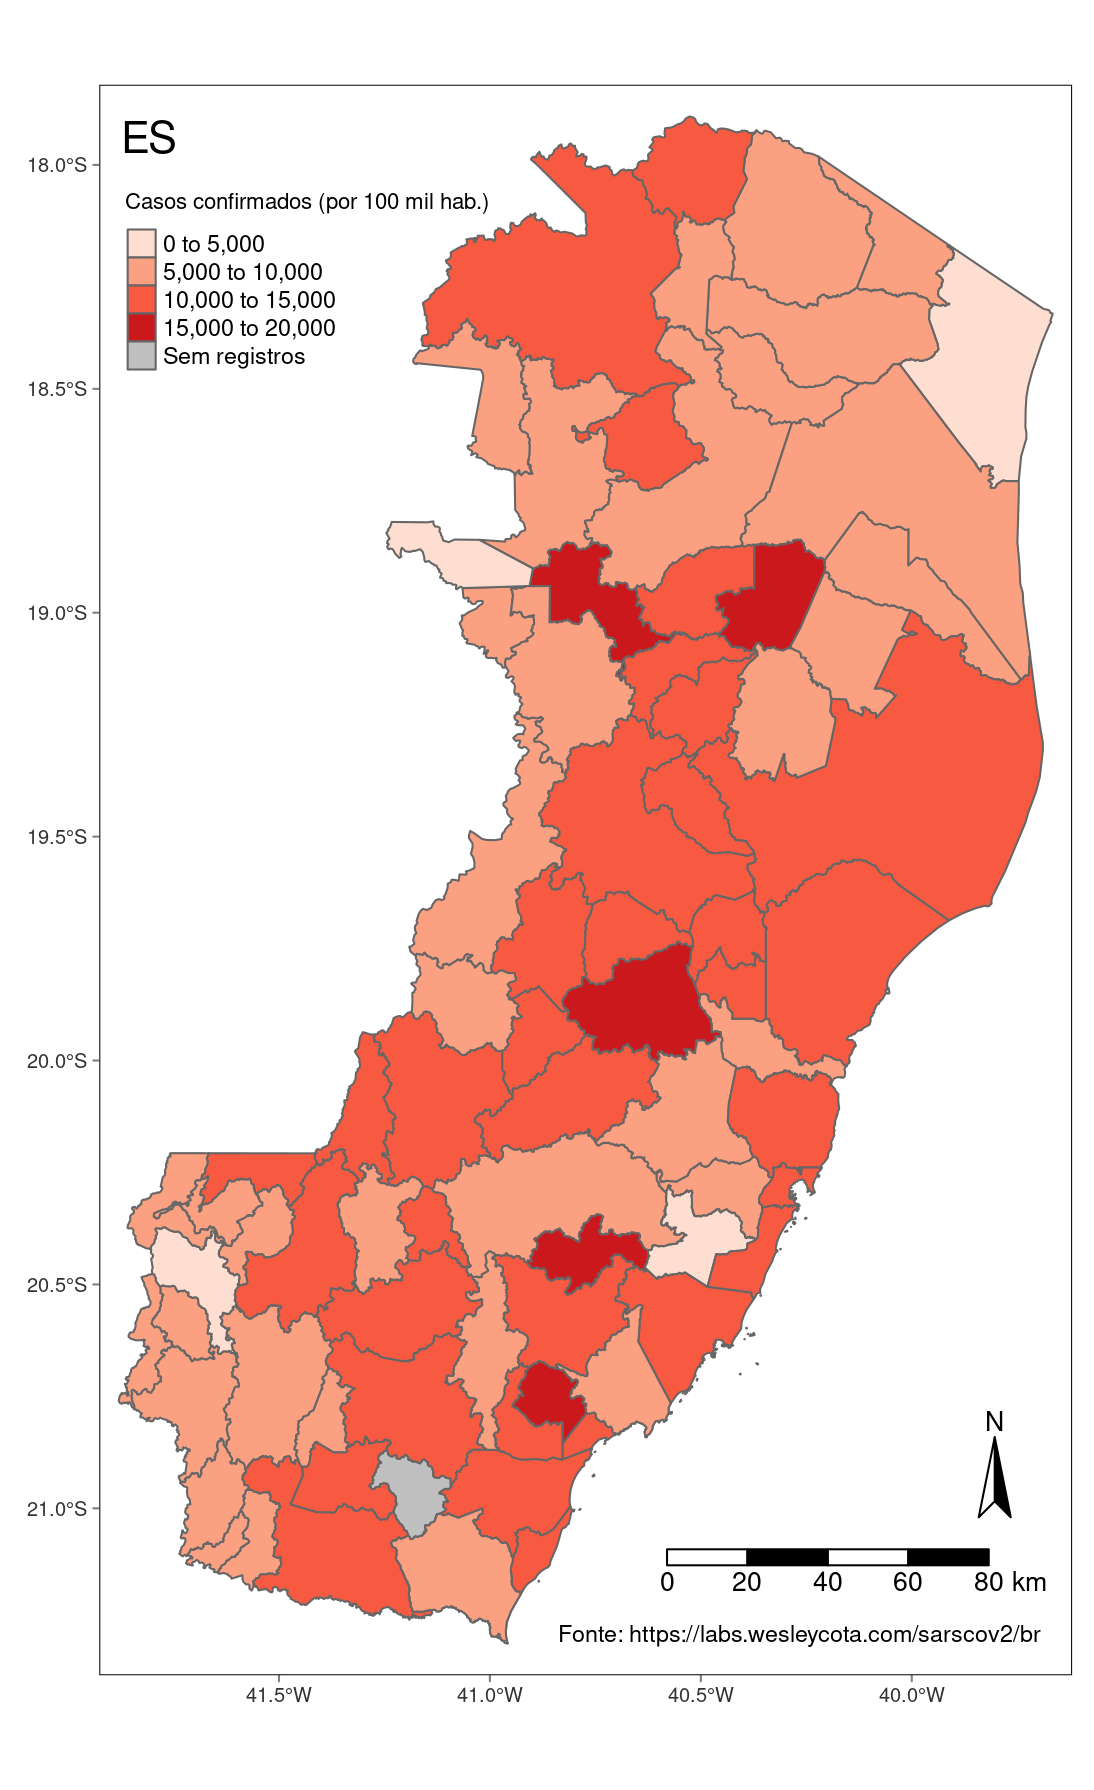 ES
Casos confirmados (por 100 mil hab.)
0 to 5,000
5,000 to 10,000
10,000 to 15,000
15,000 to 20,000
Sem registros
18.0°S
18.5°S
19.0°S
19.5°S
20.0°S
20.5°S
21.0°S
N
0 20 40 60 80 km
Fonte: https://labs.wesleycota.com/sarscov2/br
41.5°W 41.0°W 40.5°W 40.0°W